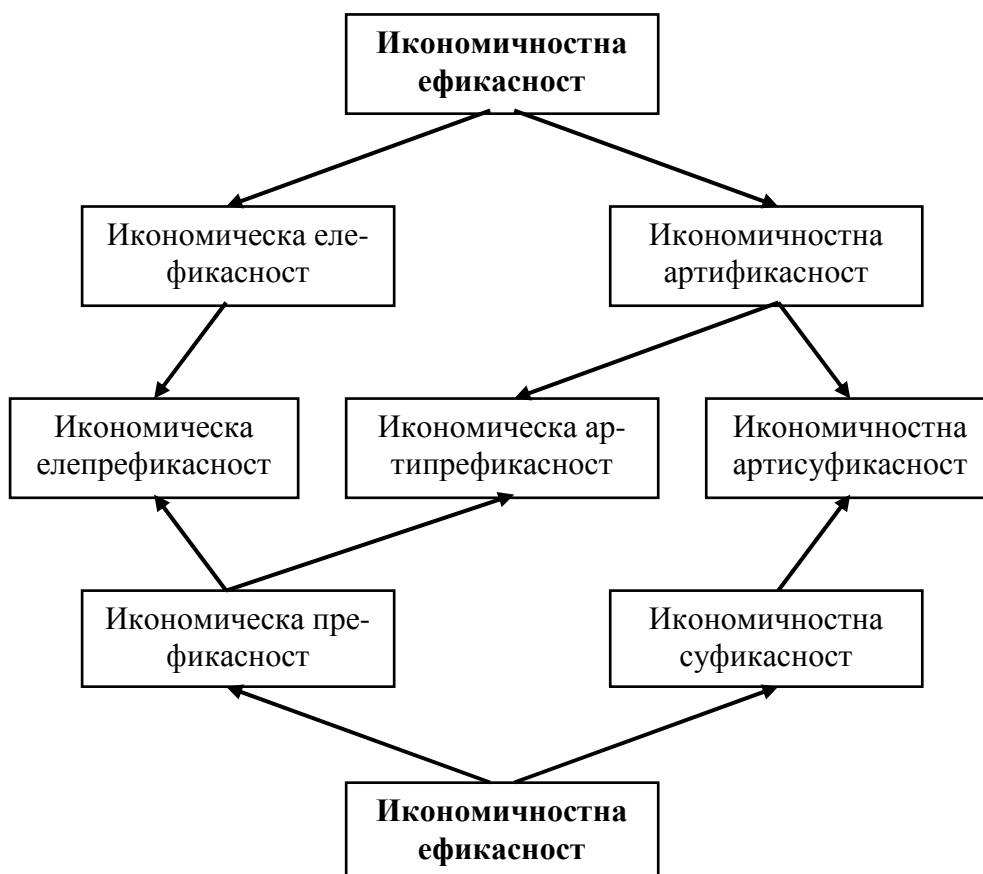 Икономичностна
ефикасност
Икономическа еле-
фикасност
Икономичностна
артификасност
Икономическа
елепрефикасност
Икономическа ар-
типрефикасност
Икономичностна
артисуфикасност
Икономическа пре-
фикасност
Икономичностна
суфикасност
Икономичностна
ефикасност